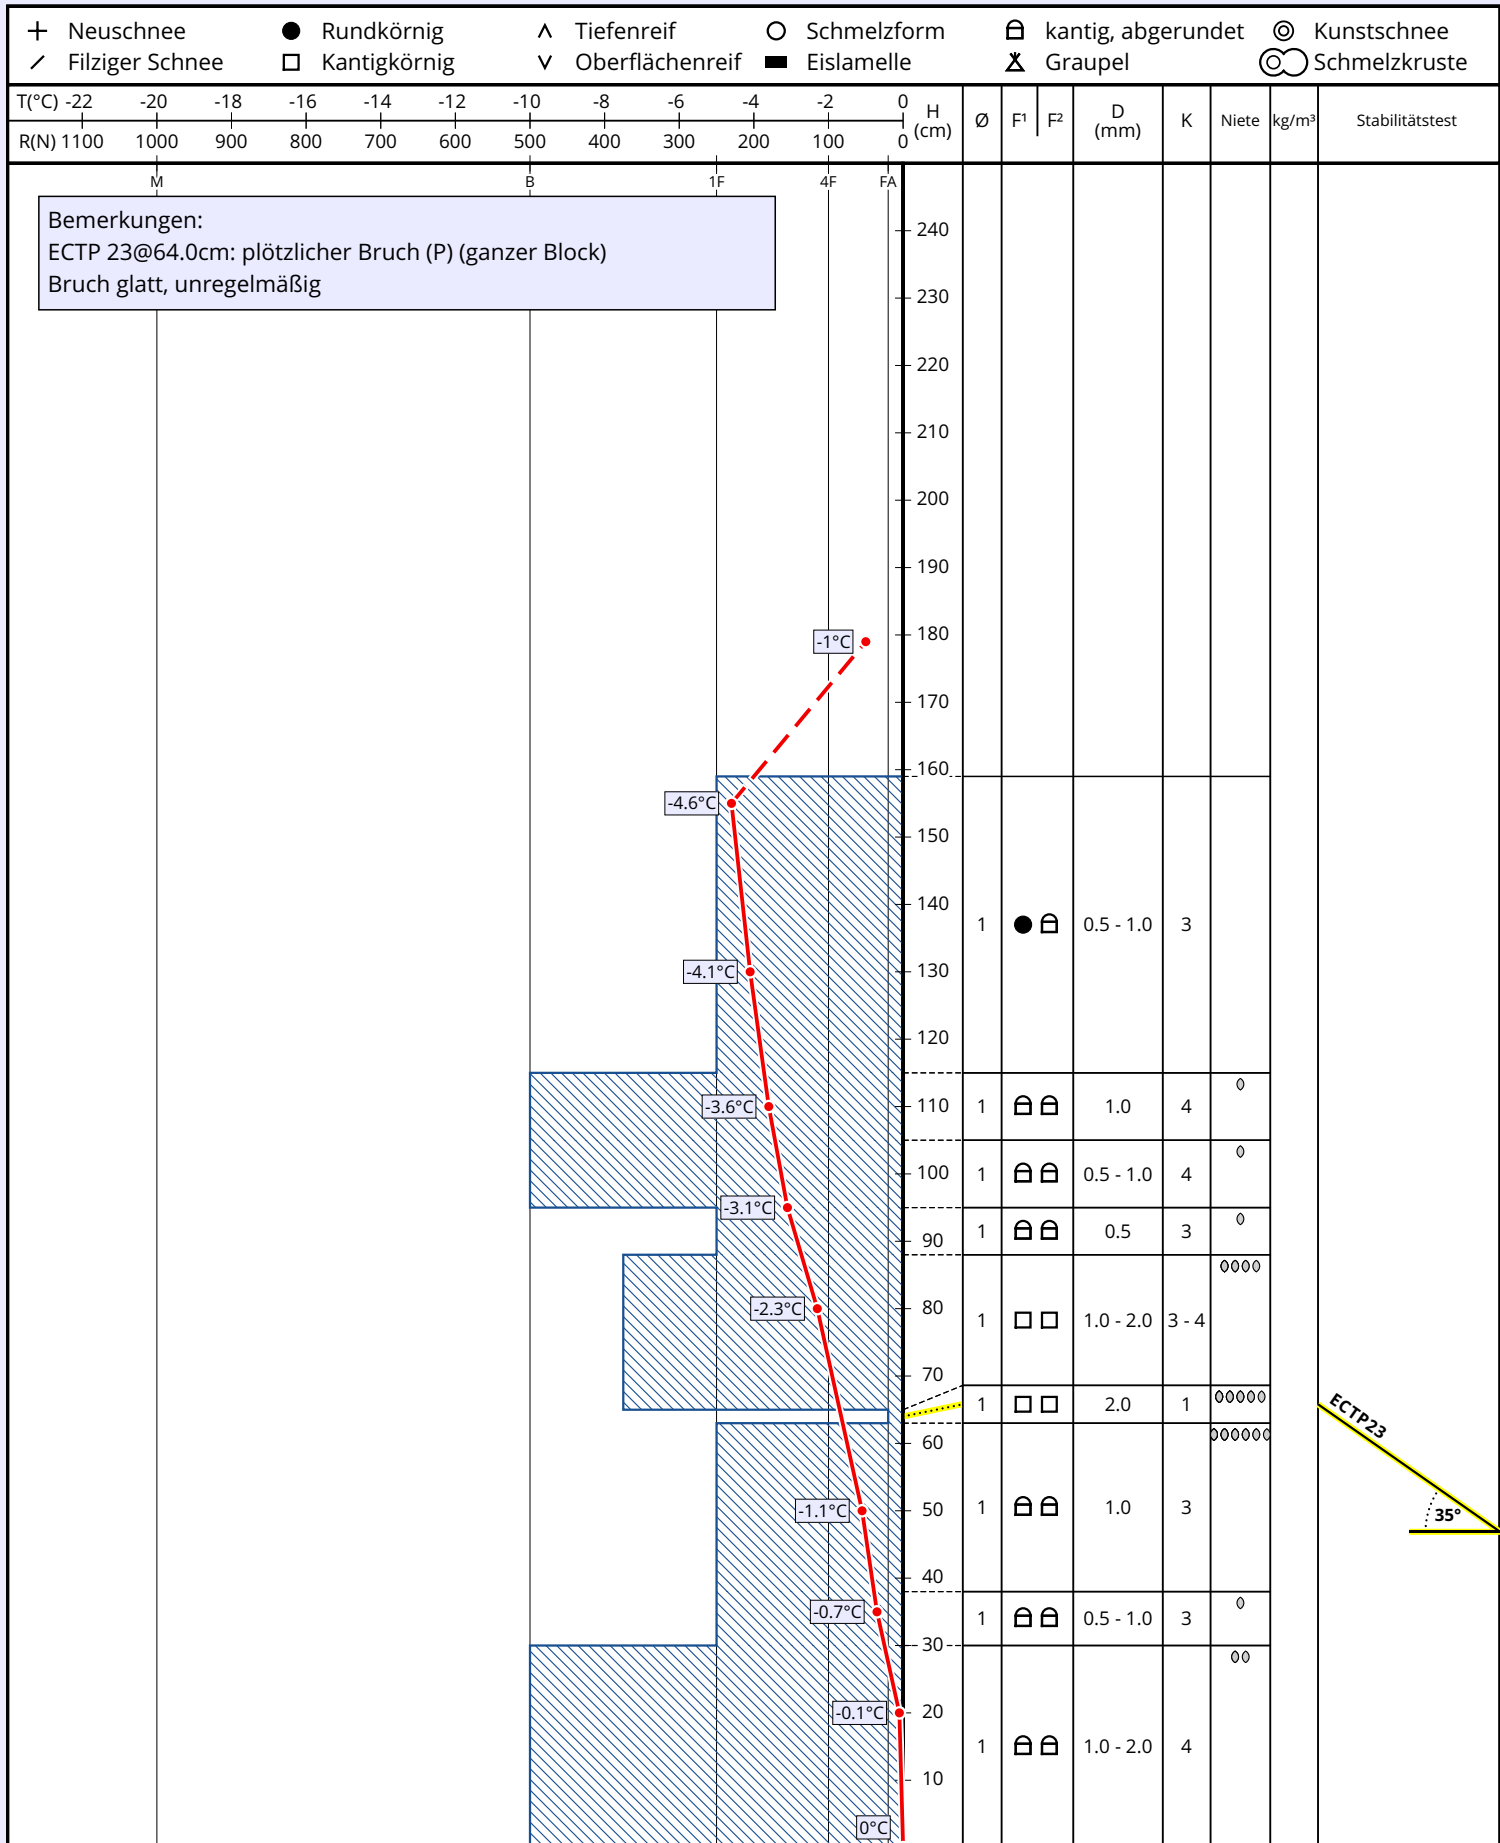 Neuschnee Rundkörnig Tiefenreif Schmelzform kantig, abgerundet Kunstschnee
Filziger Schnee Kantigkörnig Oberflächenreif Eislamelle Graupel Schmelzkruste
T(°C) -22 -20 -18 -16 -14 -12 -10 -8 -6 -4 -2 0
R(N) 1100 1000 900 800 700 600 500 400 300 200 100 0
H (cm) Ø F¹ F² D (mm) K Niete kg/m³ Stabilitätstest
M B 1F 4F FA
Bemerkungen:
ECTP 23@64.0cm: plötzlicher Bruch (P) (ganzer Block)
Bruch glatt, unregelmäßig
240
230
220
210
200
190
-1°C 180
170
160
-4.6°C
150
140
1 0.5 - 1.0 3
-4.1°C 130
120
-3.6°C 110 1 1.0 4
100 1 0.5 - 1.0 4
-3.1°C
90 1 0.5 3
-2.3°C 80
1 1.0 - 2.0 3 - 4
70
1 2.0 1
ECTP23
60
-1.1°C 50 1 1.0 3
35°
40
-0.7°C 1 0.5 - 1.0 3
30
-0.1°C 20
1 1.0 - 2.0 4
10
0°C